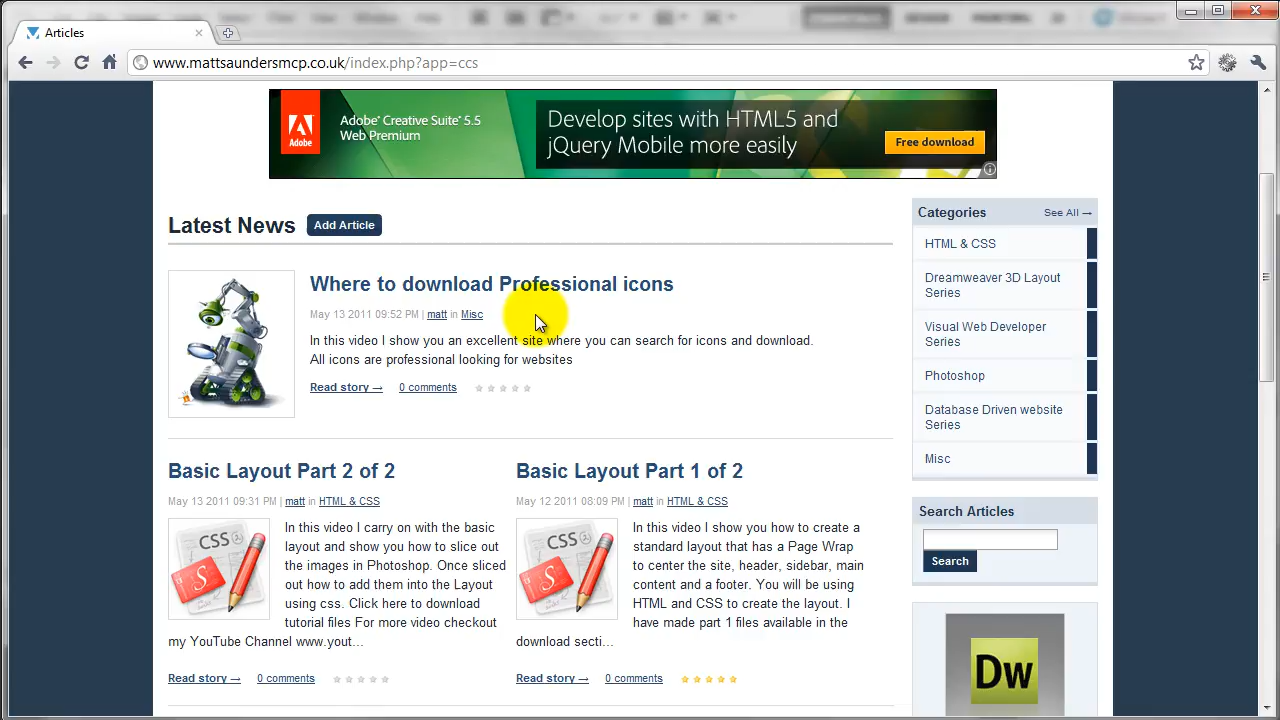 Articles
www.mattsaundersmcp.co.uk/index.php?app=ccs
Adobe
Adobe® Creative Suite® 5.5
Web Premium
Develop sites with HTML5 and
jQuery Mobile more easily
Free download
Latest News
Add Article
Where to download Professional icons
May 13 2011 09:52 PM | matt in Misc
In this video I show you an excellent site where you can search for icons and download.
All icons are professional looking for websites
Read story →
0 comments
Basic Layout Part 2 of 2
May 13 2011 09:31 PM | matt in HTML & CSS
CSS
S
In this video I carry on with the basic
layout and show you how to slice out
the images in Photoshop. Once sliced
out how to add them into the Layout
using css. Click here to download
tutorial files For more video checkout
my YouTube Channel www.yout...
Read story →
0 comments
Basic Layout Part 1 of 2
May 12 2011 08:09 PM | matt in HTML & CSS
CSS
S
In this video I show you how to create a
standard layout that has a Page Wrap
to center the site, header, sidebar, main
content and a footer. You will be using
HTML and CSS to create the layout. I
have made part 1 files available in the
download secti...
Read story →
0 comments
Categories
See All →
HTML & CSS
Dreamweaver 3D Layout
Series
Visual Web Developer
Series
Photoshop
Database Driven website
Series
Misc
Search Articles
Search
Dw